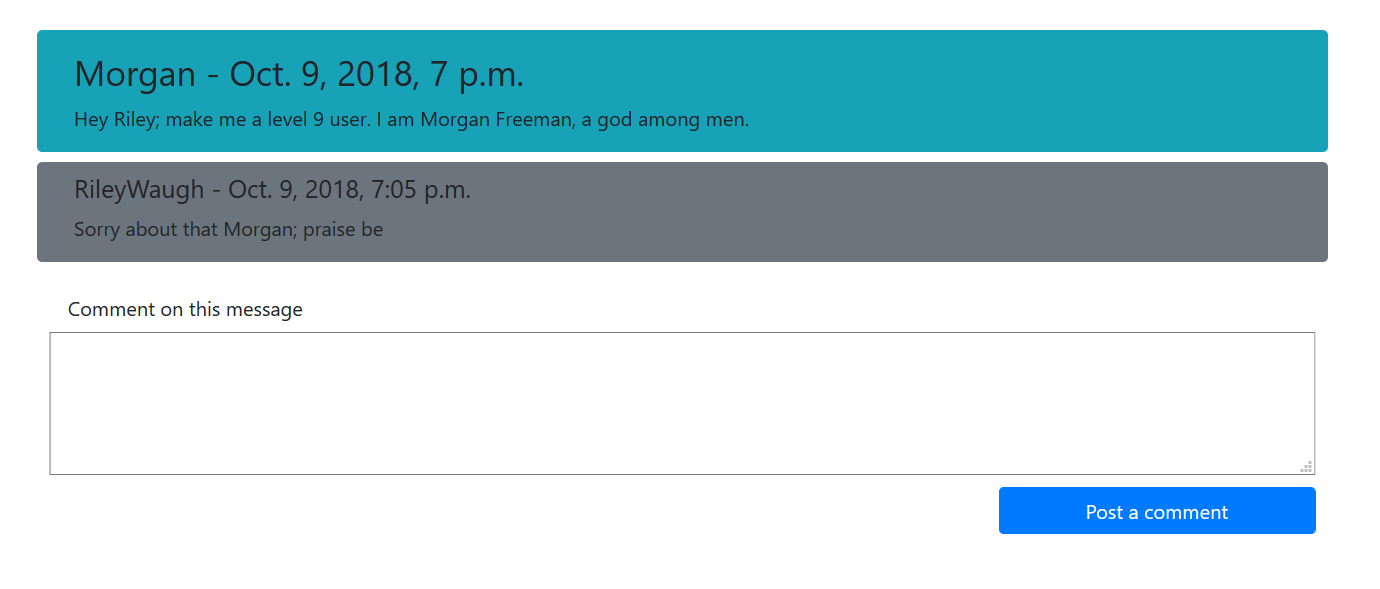 Morgan - Oct. 9, 2018, 7 p.m.
Hey Riley; make me a level 9 user. I am Morgan Freeman, a god among men.
RileyWaugh - Oct. 9, 2018, 7:05 p.m.
Sorry about that Morgan; praise be
Comment on this message
Post a comment